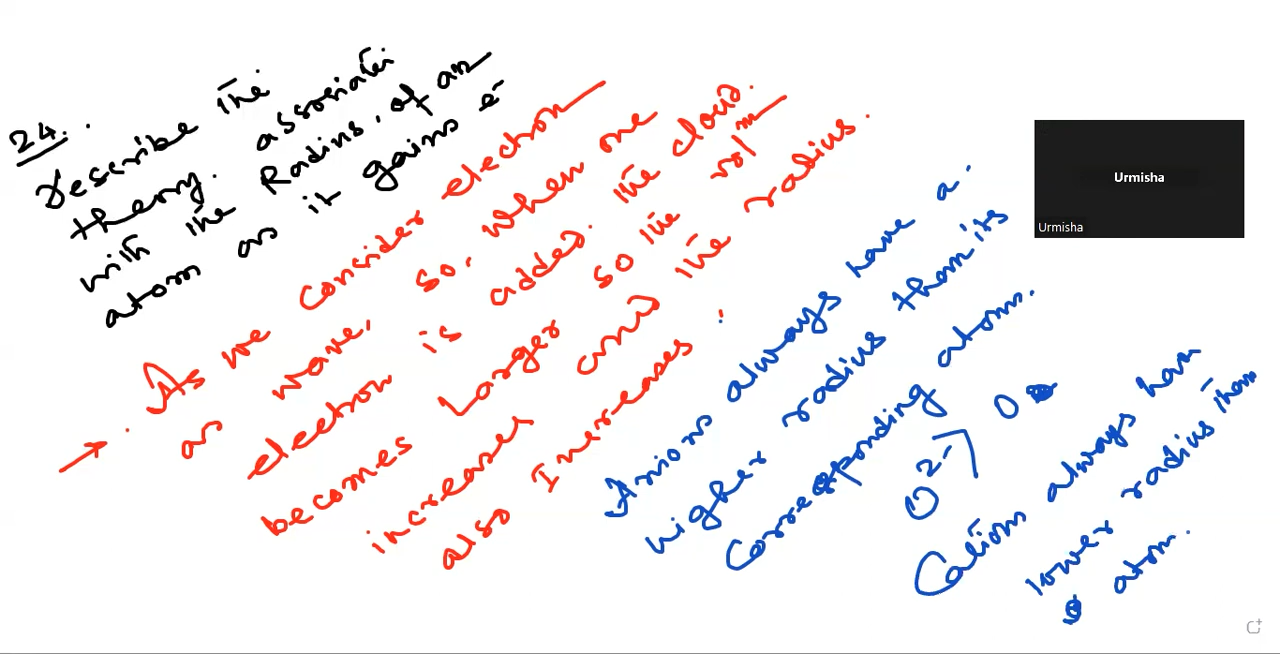 24.
Describe the
theory. associated
with the Radius, of an
atom as it gains e-
→ As we consider electron
as wave, so, when one
electron is added. the cloud.
becomes Larger so the volm
increases and the radius.
also Increases.
Anions always have a.
higher radius than its
Corresponding atoms.
O2- > O
Cations always have
lower radius than
atom.
Urmisha
Urmisha